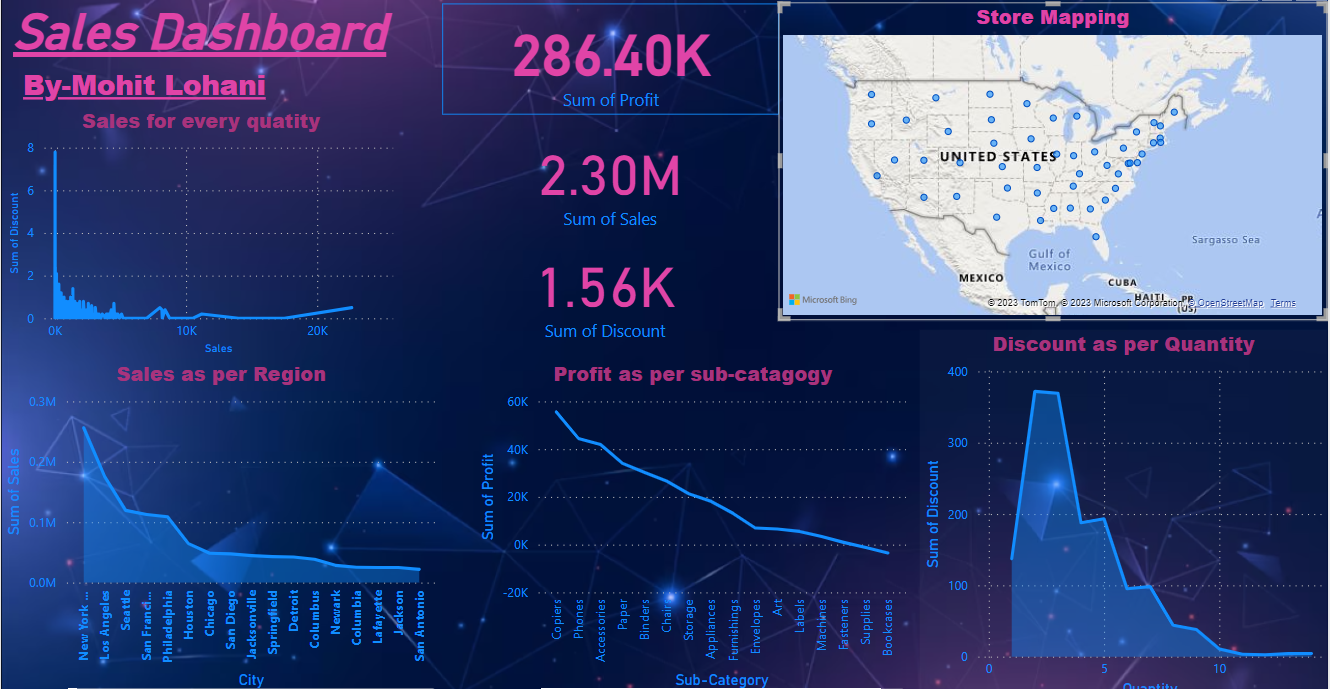 Sales Dashboard
By-Mohit Lohani
Sales for every quatity
8
6
4
2
0
Sum of Discount
0K
10K
20K
Sales
286.40K
Sum of Profit
2.30M
Sum of Sales
1.56K
Sum of Discount
Store Mapping
UNITED STATES
MEXICO
Gulf of
Mexico
Sargasso Sea
CUBA
HAITI
PR
(US)
Microsoft Bing
© 2023 TomTom, © 2023 Microsoft Corporation, © OpenStreetMap Terms
Sales as per Region
0.3M
0.2M
0.1M
0.0M
Sum of Sales
New York ...
Los Angeles
Seattle
San Franc...
Philadelphia
Houston
Chicago
San Diego
Jacksonville
Springfield
Detroit
Columbus
Newark
Columbia
Lafayette
Jackson
San Antonio
City
Profit as per sub-catagogy
60K
40K
20K
0K
-20K
Sum of Profit
Copiers
Phones
Accessories
Paper
Binders
Chairs
Storage
Appliances
Furnishings
Envelopes
Art
Labels
Machines
Fasteners
Supplies
Bookcases
Sub-Category
Discount as per Quantity
400
300
200
100
0
Sum of Discount
0
5
10
Quantity